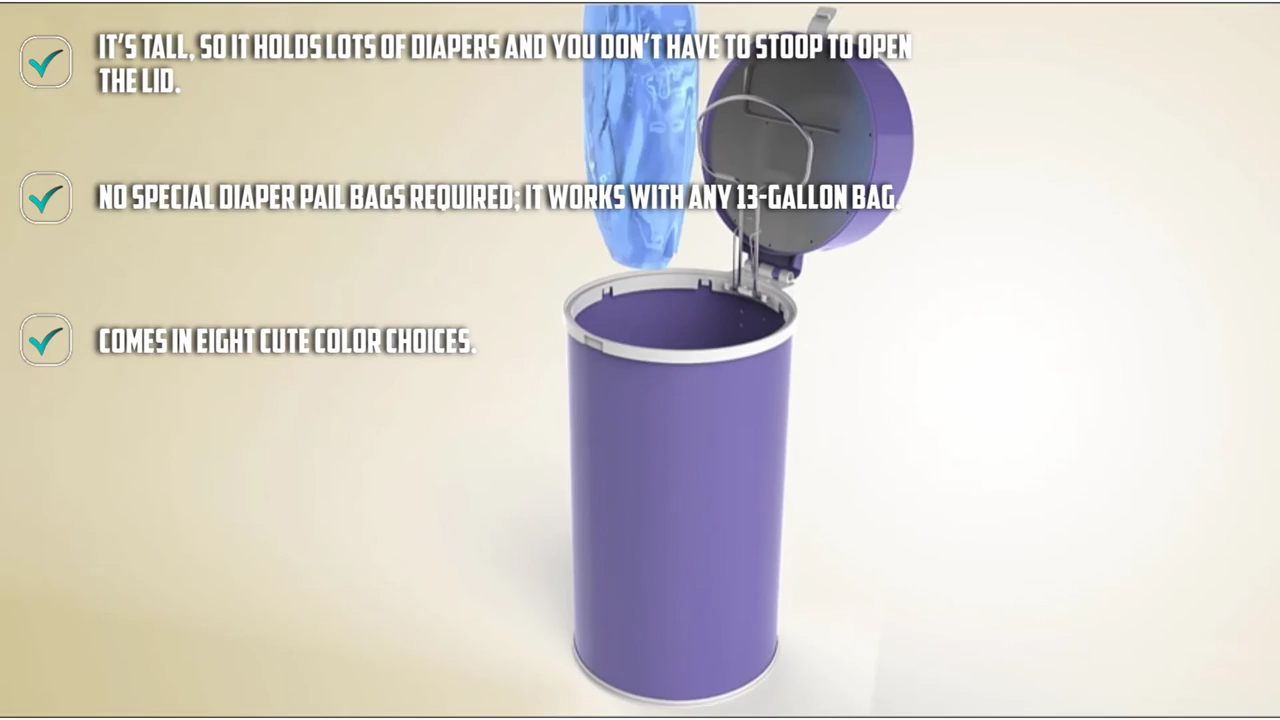 IT'S TALL, SO IT HOLDS LOTS OF DIAPERS AND YOU DON'T HAVE TO STOOP TO OPEN
THE LID.
NO SPECIAL DIAPER PAIL BAGS REQUIRED; IT WORKS WITH ANY 13-GALLON BAG.
COMES IN EIGHT CUTE COLOR CHOICES.